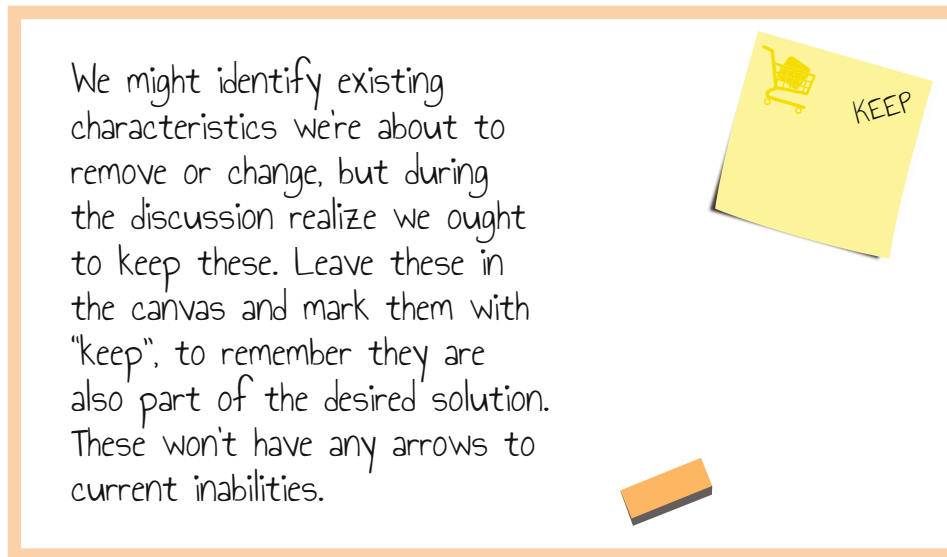 We might identify existing
characteristics we're about to
remove or change, but during
the discussion realize we ought
to keep these. Leave these in
the canvas and mark them with
"keep", to remember they are
also part of the desired solution.
These won't have any arrows to
current inabilities.
KEEP